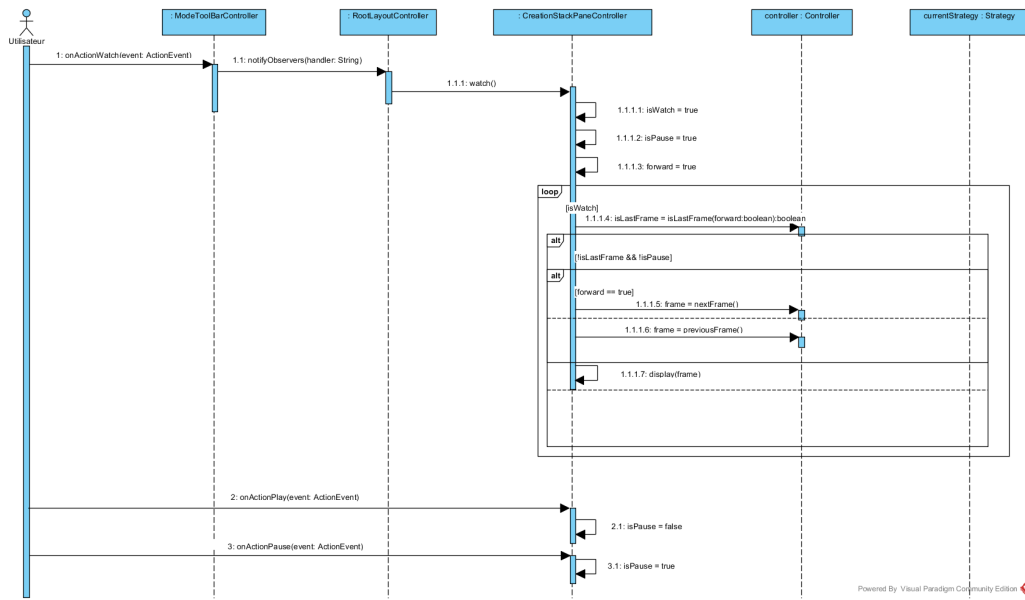 : ModeToolBarController
: RootLayoutController
: CreationStackPaneController
controller : Controller
currentStrategy : Strategy
Utilisateur
1: onActionWatch(event: ActionEvent)
1.1: notifyObservers(handler: String)
1.1.1: watch()
1.1.1.1: isWatch = true
1.1.1.2: isPause = true
1.1.1.3: forward = true
loop
[isWatch]
1.1.1.4: isLastFrame = isLastFrame(forward:boolean):boolean
alt
[!isLastFrame && !isPause]
alt
[forward == true]
1.1.1.5: frame = nextFrame()
1.1.1.6: frame = previousFrame()
1.1.1.7: display(frame)
2: onActionPlay(event: ActionEvent)
2.1: isPause = false
3: onActionPause(event: ActionEvent)
3.1: isPause = true
Powered By Visual Paradigm Community Edition